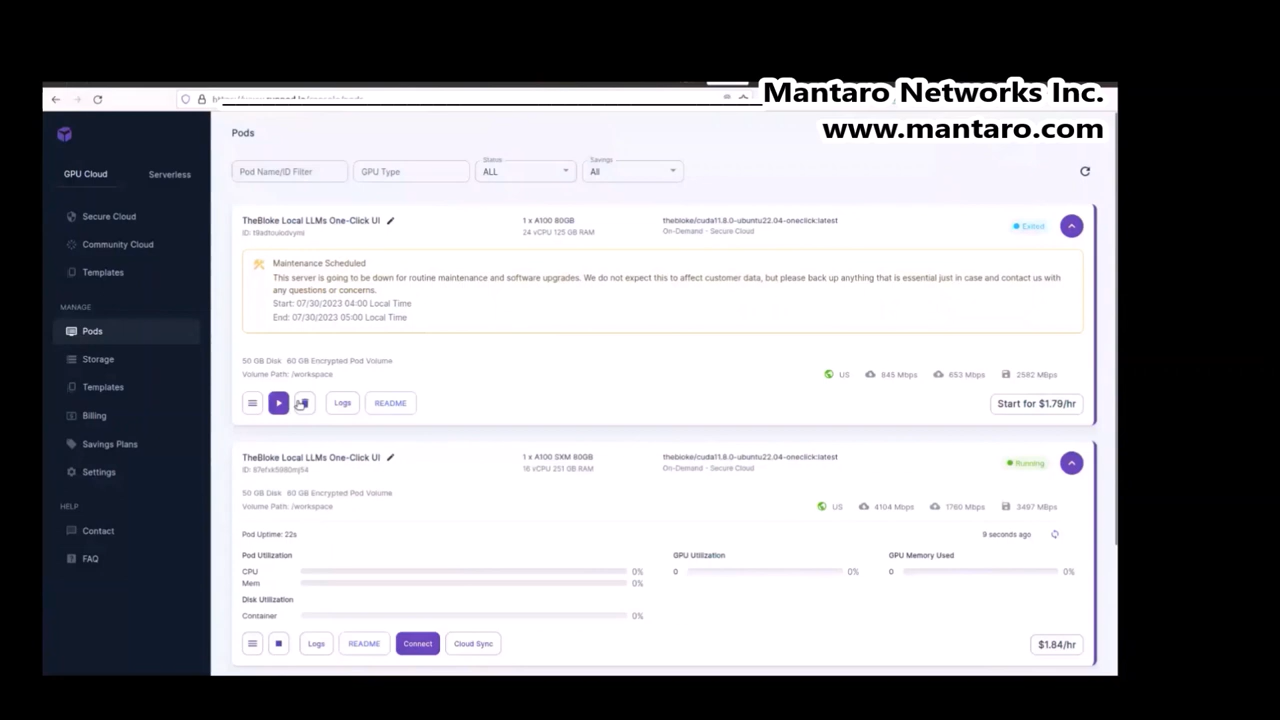 Mantaro Networks Inc.
www.mantaro.com
Pods
GPU Cloud
Serverless
Pod Name/ID Filter
GPU Type
Status
ALL
Savings
All
Secure Cloud
Community Cloud
Templates
MANAGE
Pods
Storage
Templates
Billing
Savings Plans
Settings
HELP
Contact
FAQ
TheBloke Local LLMs One-Click UI
1 x A100 80GB
24 vCPU 125 GB RAM
thebloke/cuda11.8.0-ubuntu22.04-oneclick:latest
On-Demand - Secure Cloud
Exited
Maintenance Scheduled
This server is going to be down for routine maintenance and software upgrades. We do not expect this to affect customer data, but please back up anything that is essential just in case and contact us with
any questions or concerns.
Start: 07/30/2023 04:00 Local Time
End: 07/30/2023 05:00 Local Time
50 GB Disk 60 GB Encrypted Pod Volume
Volume Path: /workspace
US
845 Mbps
653 Mbps
2582 MBps
Logs
README
Start for $1.79/hr
TheBloke Local LLMs One-Click UI
ID: 87efxk5980mj54
1 x A100 SXM 80GB
16 vCPU 251 GB RAM
thebloke/cuda11.8.0-ubuntu22.04-oneclick:latest
On-Demand - Secure Cloud
Running
50 GB Disk 60 GB Encrypted Pod Volume
Volume Path: /workspace
US
4104 Mbps
1760 Mbps
3497 MBps
Pod Uptime: 22s
9 seconds ago
Pod Utilization
CPU
0%
Mem
0%
GPU Utilization
0
0%
GPU Memory Used
0
0%
Disk Utilization
Container
0%
Logs
README
Connect
Cloud Sync
$1.84/hr